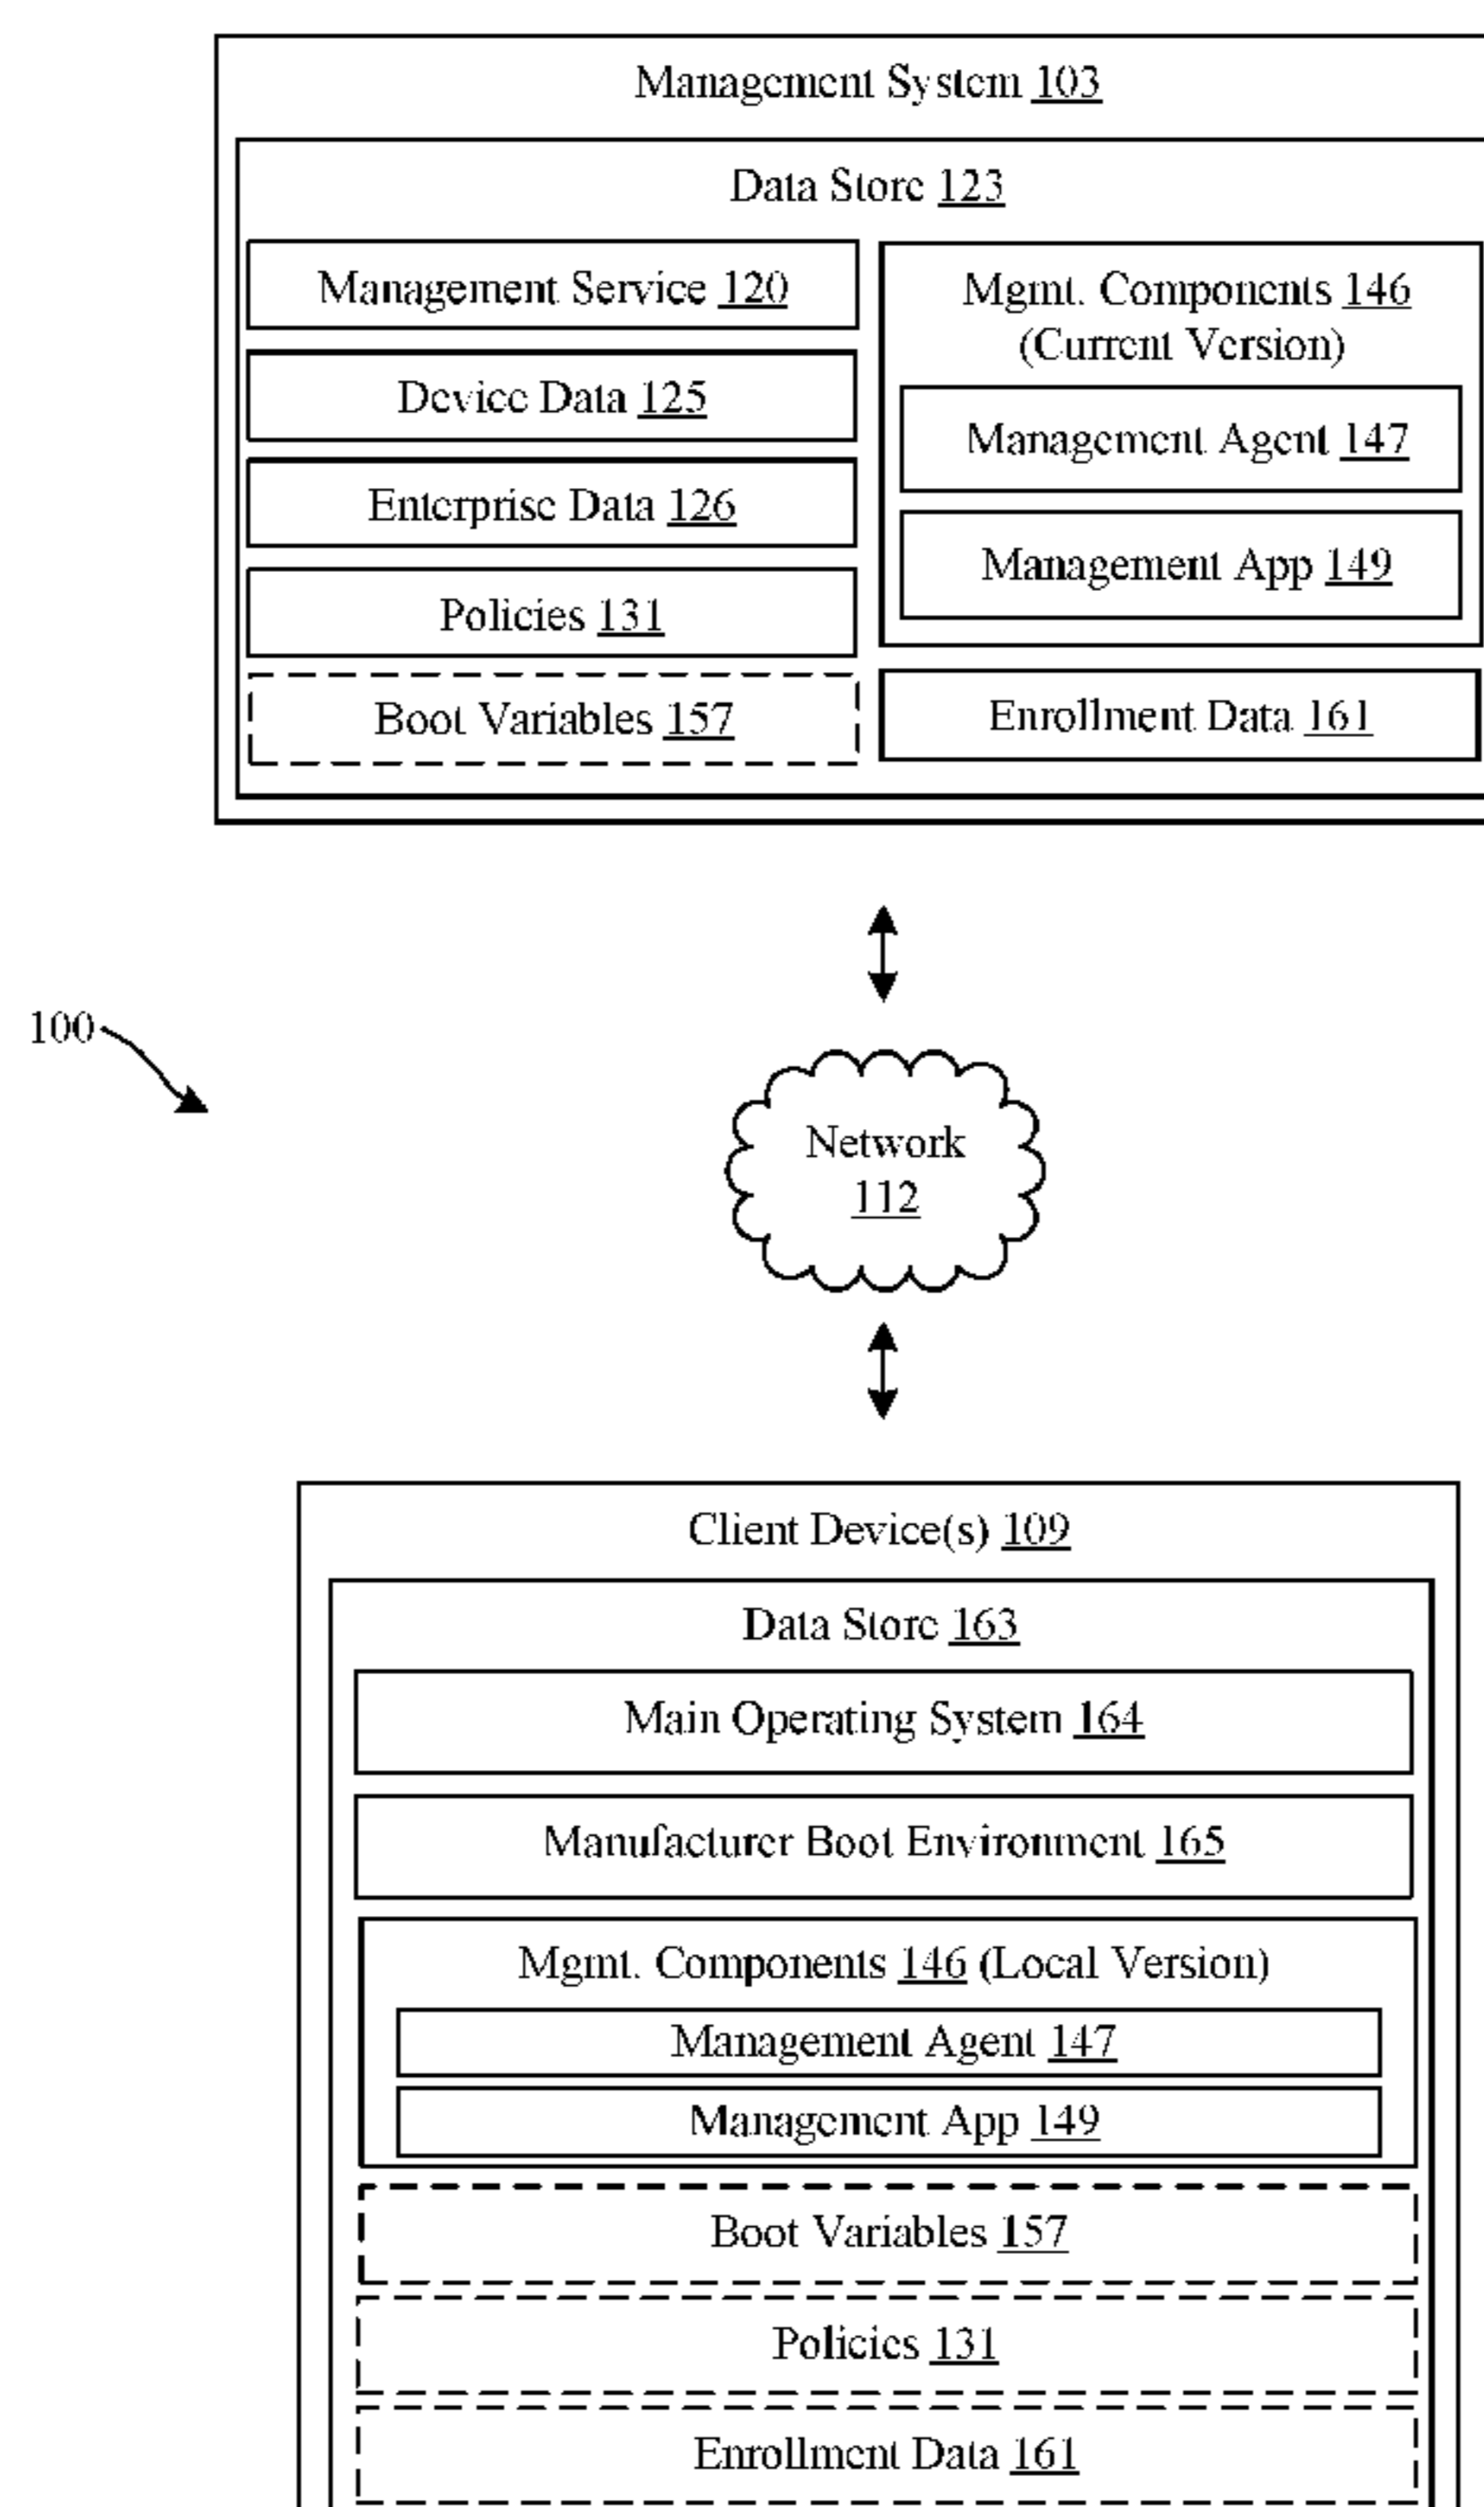 Management System 103
Data Store 123
Management Service 120
Device Data 125
Enterprise Data 126
Policies 131
Boot Variables 157
Mgmt. Components 146
(Current Version)
Management Agent 147
Management App 149
Enrollment Data 161
100
Network
112
Client Device(s) 109
Data Store 163
Main Operating System 164
Manufacturer Boot Environment 165
Mgmt. Components 146 (Local Version)
Management Agent 147
Management App 149
Boot Variables 157
Policies 131
Enrollment Data 161